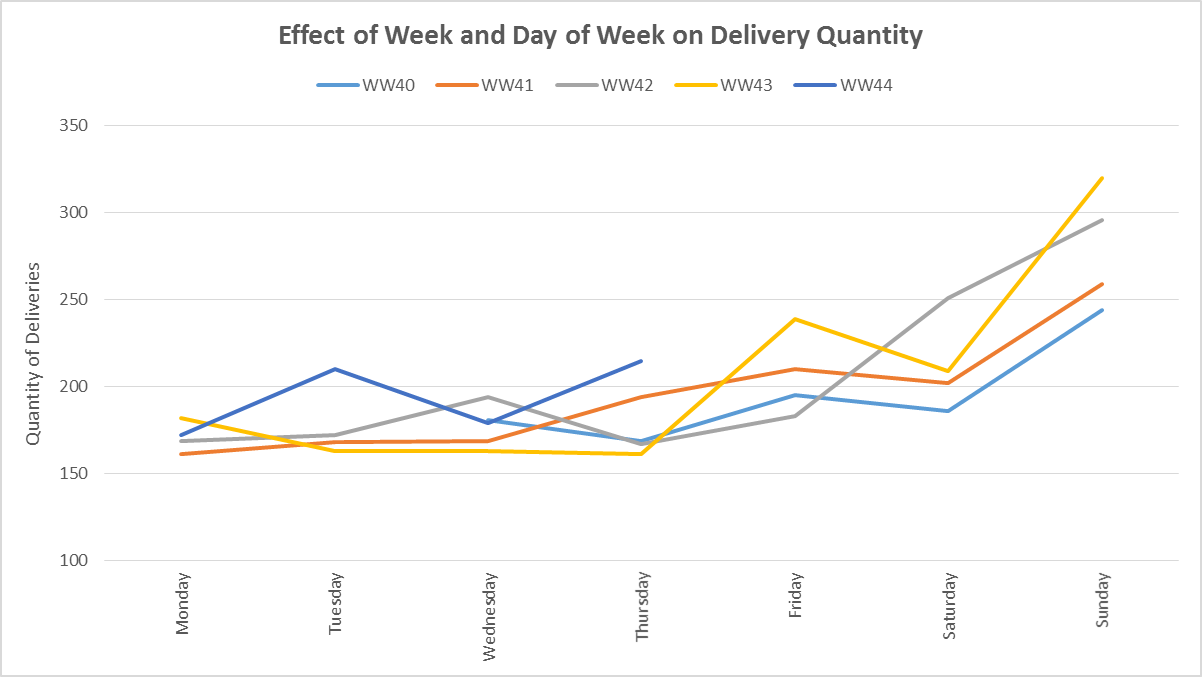 Effect of Week and Day of Week on Delivery Quantity
WW40 WW41 WW42 WW43 WW44
Quantity of Deliveries
350
300
250
200
150
100
Monday Tuesday Wednesday Thursday Friday Saturday Sunday